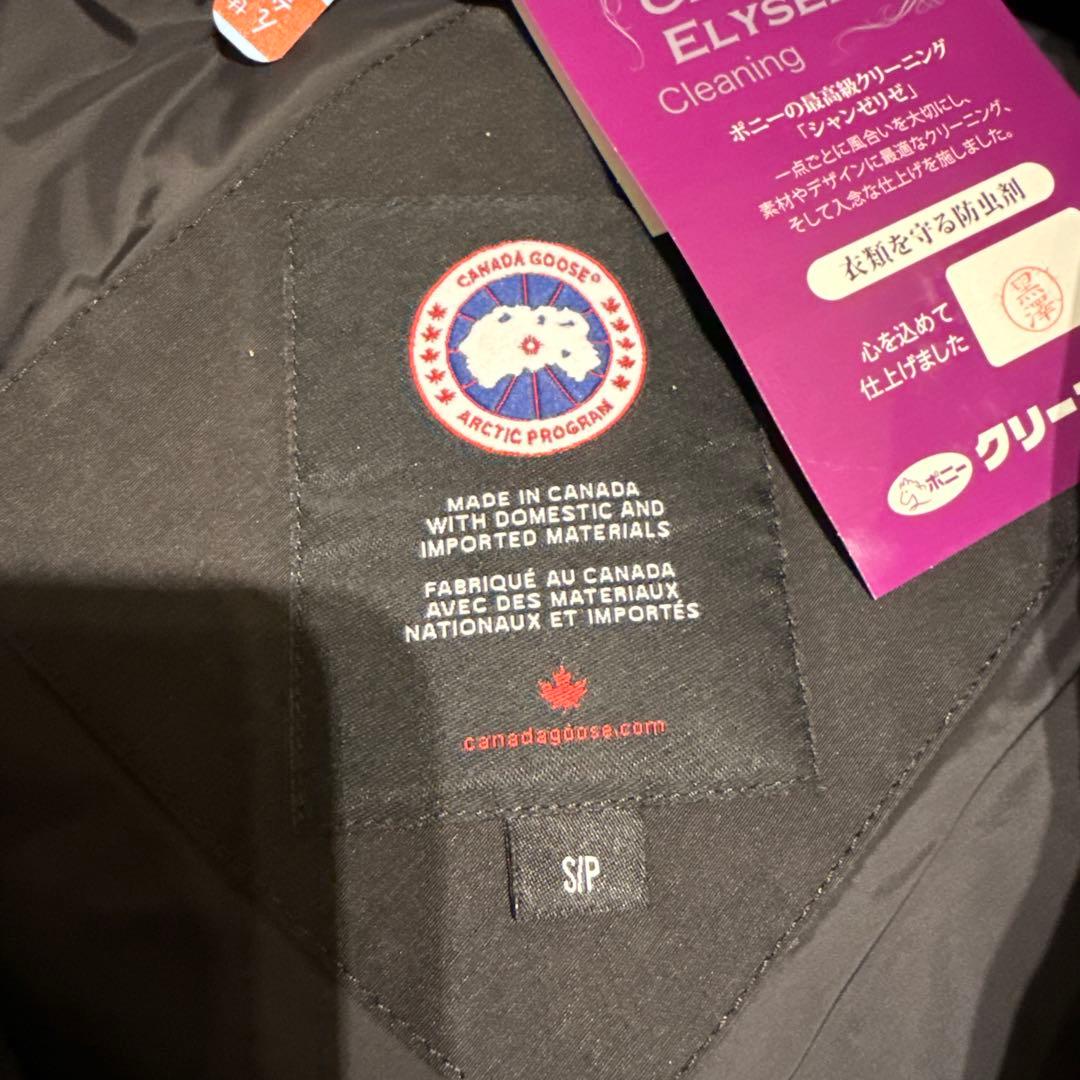 ELYSE
Cleaning
ポニーの最高級クリーニング
「シャンゼリゼ」
一点ごとに風合いを大切にし、
素材やデザインに最適なクリーニング、
そして入念な仕上げを施しました。
衣類を守る防虫剤
心を込めて
仕上げました
黒澤
ポニー
クリー
CANADA GOOSE®
ARCTIC PROGRAM
MADE IN CANADA
WITH DOMESTIC AND
IMPORTED MATERIALS
FABRIQUÉ AU CANADA
AVEC DES MATERIAUX
NATIONAUX ET IMPORTÉS
canadagoose.com
S/P